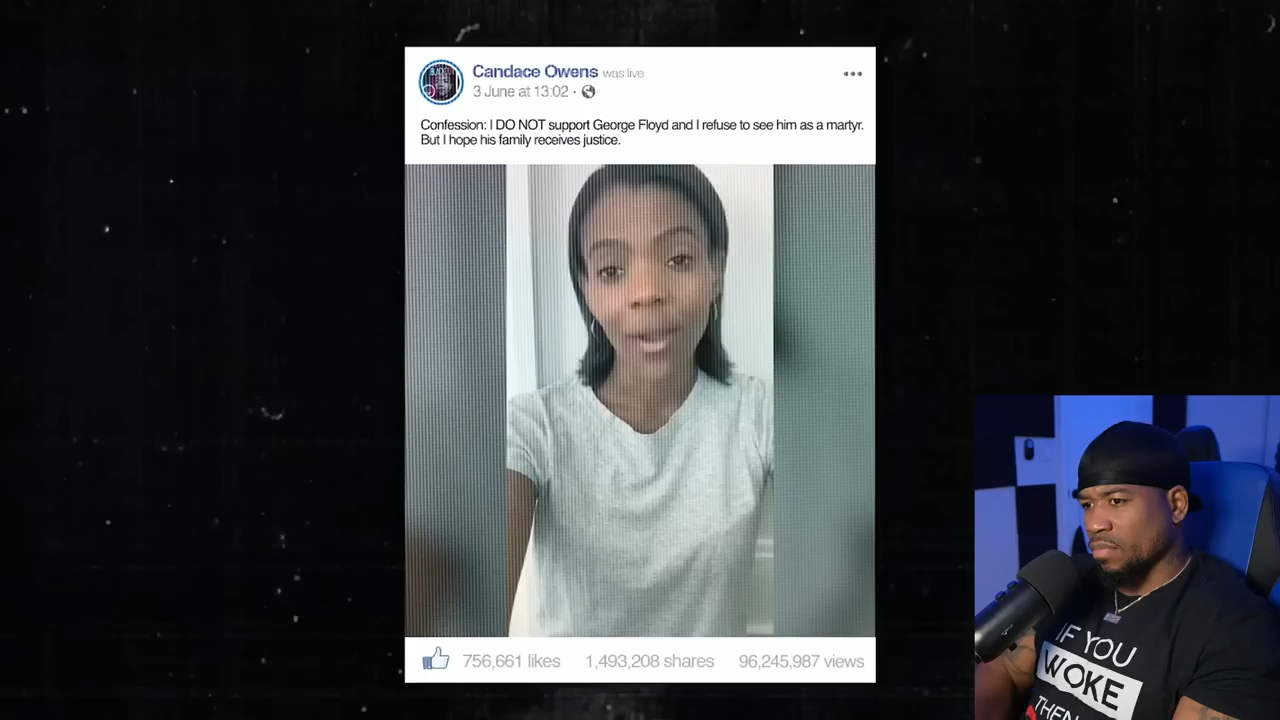 Candace Owens was live
3 June at 13:02 ·
Confession: I DO NOT support George Floyd and I refuse to see him as a martyr.
But I hope his family receives justice.
756,661 likes 1,493,208 shares 96,245,987 views
IF YOU
WOKE
THEN